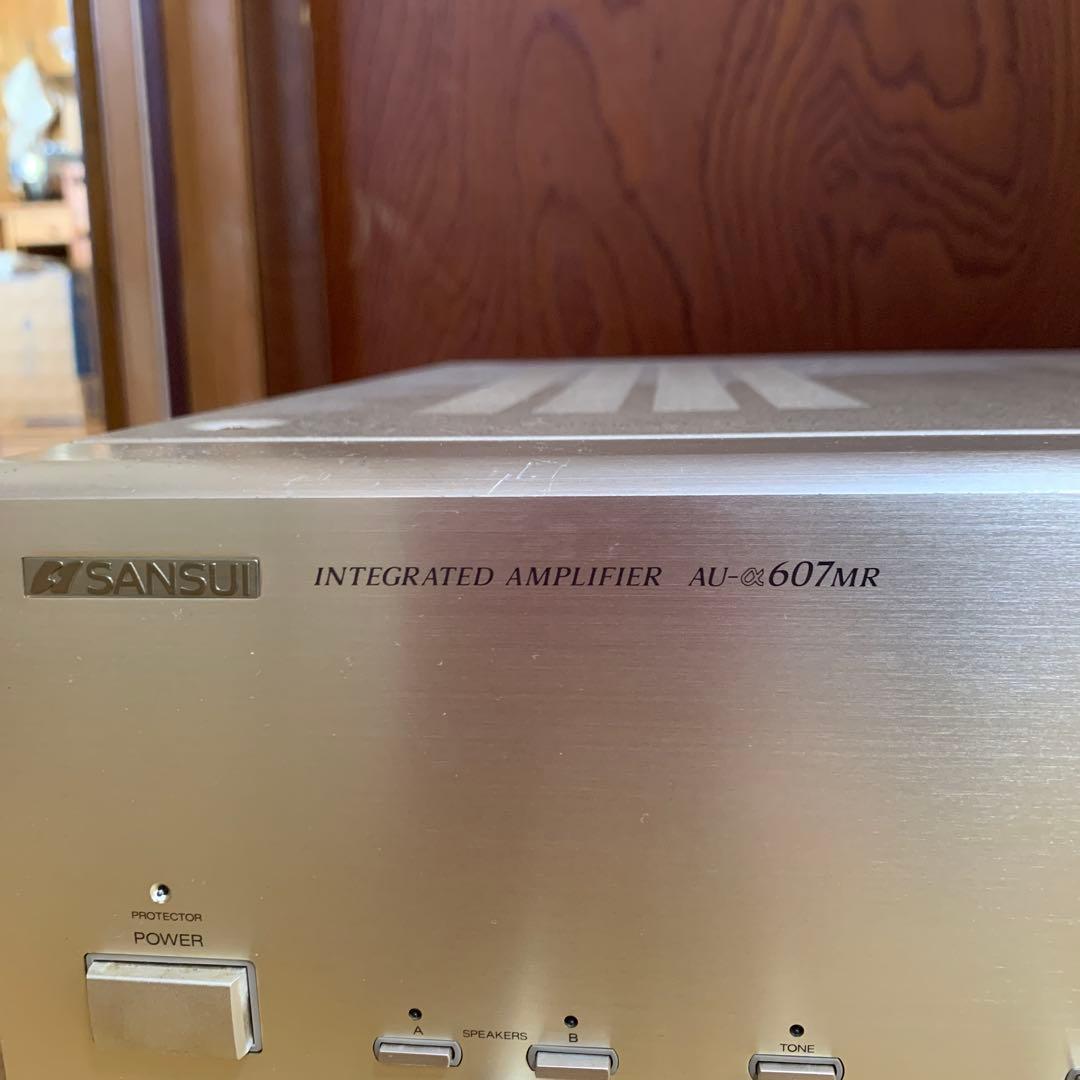 SANSUI INTEGRATED AMPLIFIER AU-α607MR
PROTECTOR
POWER
A SPEAKERS B
TONE